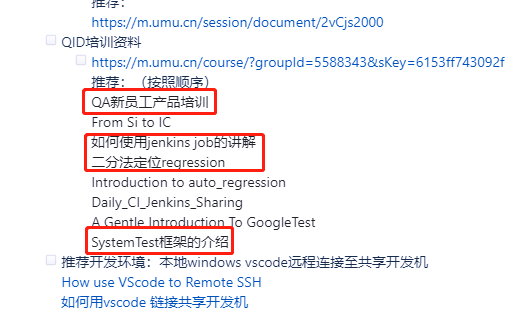 推荐：
https://m.umu.cn/session/document/2vCjs2000
QID培训资料
https://m.umu.cn/course/?groupId=5588343&sKey=6153ff743092f
推荐：（按照顺序）
QA新员工产品培训
From Si to IC
如何使用jenkins job的讲解
二分法定位regression
Introduction to auto_regression
Daily_CI_Jenkins_Sharing
A Gentle Introduction To GoogleTest
SystemTest框架的介绍
推荐开发环境：本地windows vscode远程连接至共享开发机
How use VScode to Remote SSH
如何用vscode 链接共享开发机